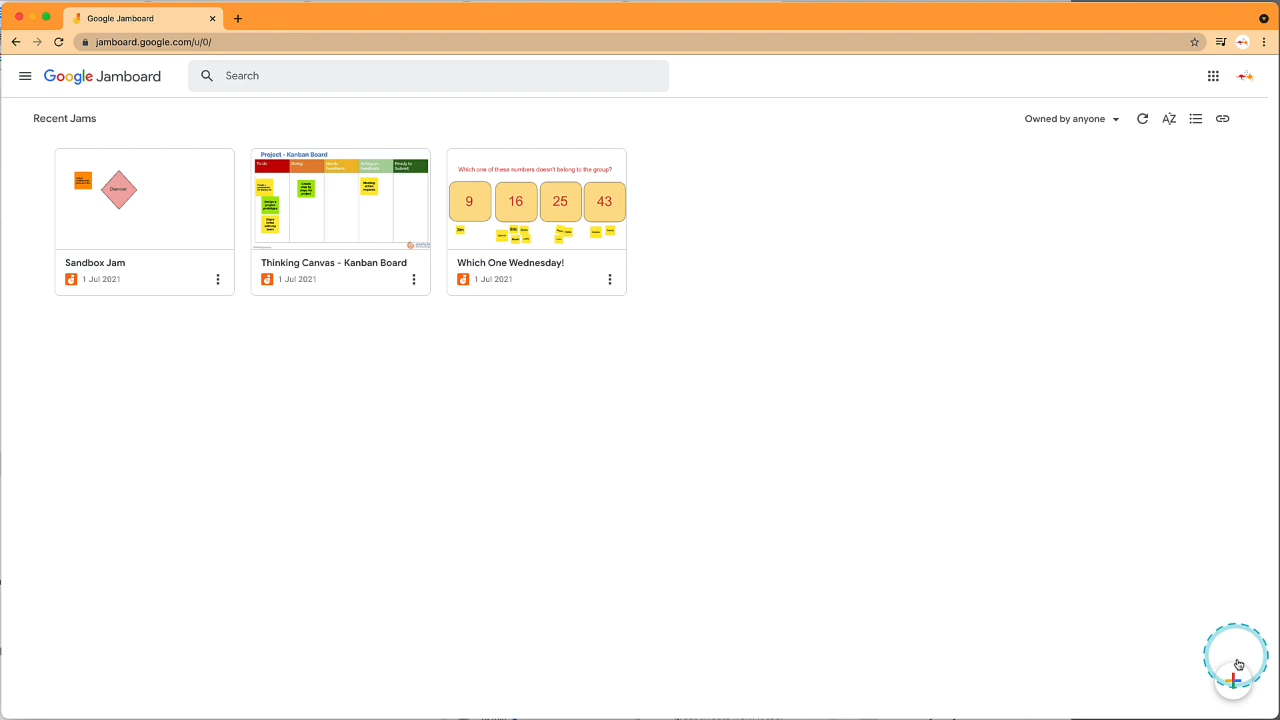 Google Jamboard
jamboard.google.com/u/0/
Google Jamboard
Search
Recent Jams
Owned by anyone
Diamond
Project - Kanban Board
To do
Doing
Needs Feedback
Ready to Submit
Which one of these numbers doesn't belong to the group?
9
16
25
43
Sandbox Jam
1 Jul 2021
Thinking Canvas - Kanban Board
1 Jul 2021
Which One Wednesday!
1 Jul 2021